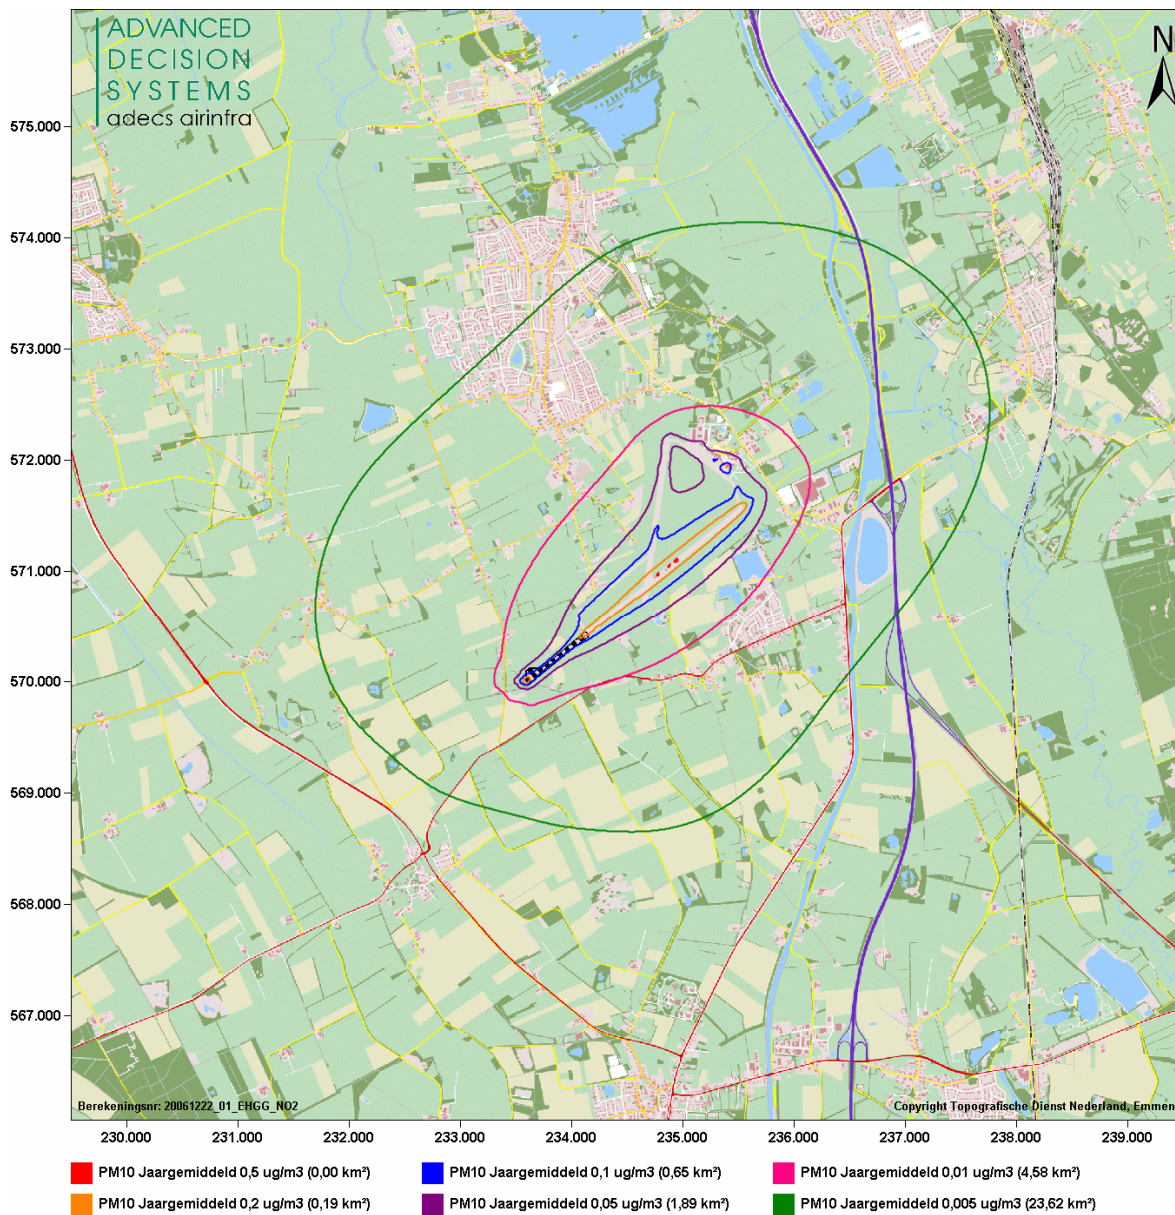 ADVANCED
DECISION
SYSTEMS
adecs airinfra
N
575.000
574.000
573.000
572.000
571.000
570.000
569.000
568.000
567.000
Berekeningsnr: 20061222_01_EHGG_NO2
Copyright Topografische Dienst Nederland, Emmen
230.000 231.000 232.000 233.000 234.000 235.000 236.000 237.000 238.000 239.000
PM10 Jaargemiddeld 0,5 ug/m3 (0,00 km²) PM10 Jaargemiddeld 0,1 ug/m3 (0,65 km²) PM10 Jaargemiddeld 0,01 ug/m3 (4,58 km²)
PM10 Jaargemiddeld 0,2 ug/m3 (0,19 km²) PM10 Jaargemiddeld 0,05 ug/m3 (1,89 km²) PM10 Jaargemiddeld 0,005 ug/m3 (23,62 km²)